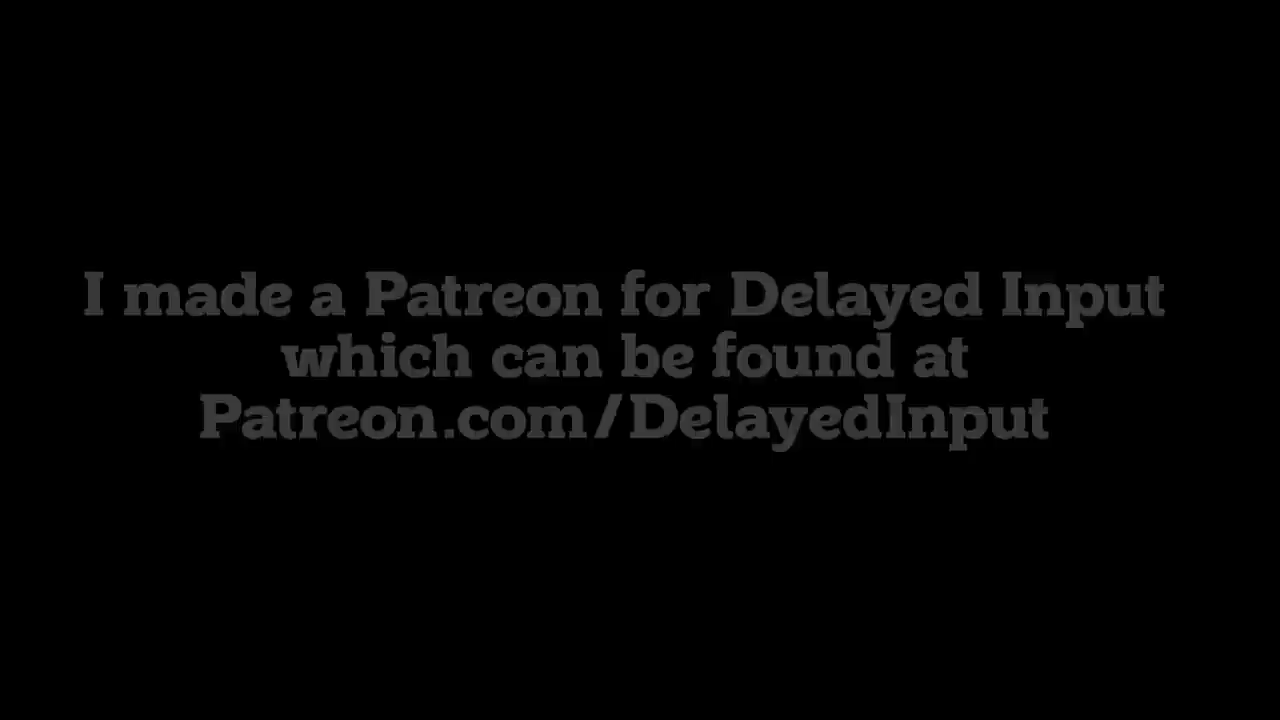 I made a Patreon for Delayed Input
which can be found at
Patreon.com/DelayedInput